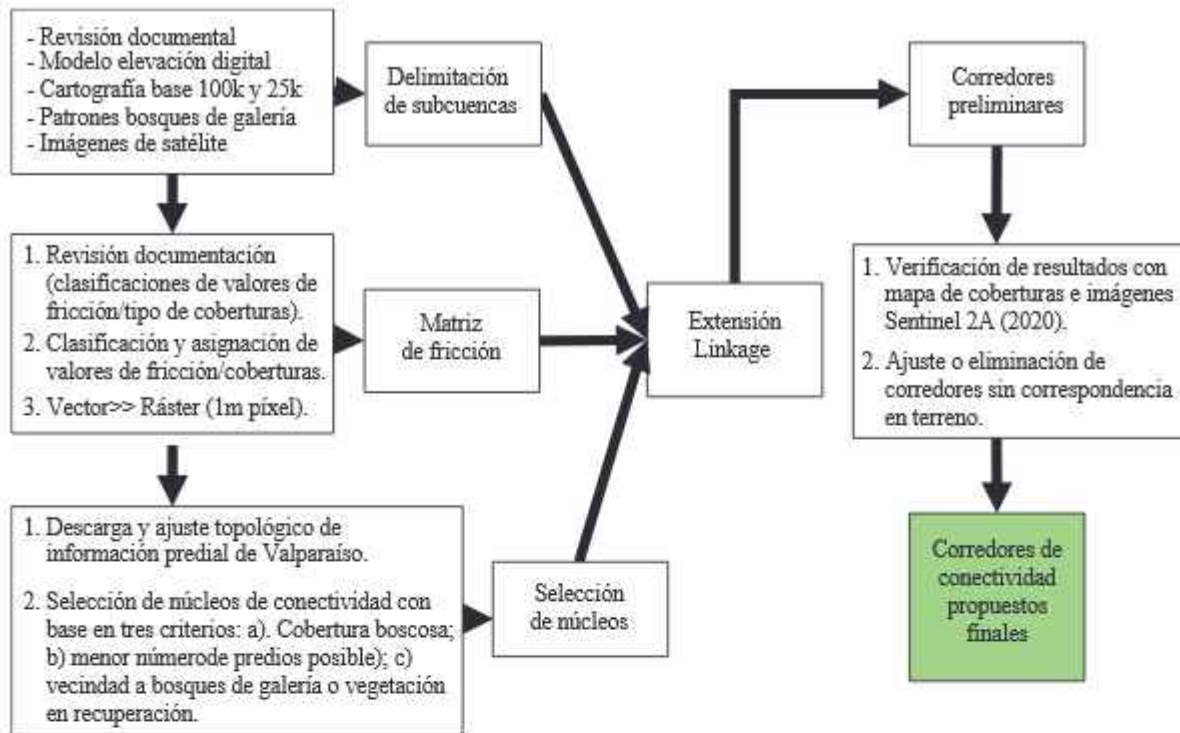 - Revisión documental
- Modelo elevación digital
- Cartografía base 100k y 25k
- Patrones bosques de galería
- Imágenes de satélite
Delimitación
de subcuencas
Corredores
preliminares
1. Revisión documentación
(clasificaciones de valores de
fricción/tipo de coberturas).
2. Clasificación y asignación de
valores de fricción/coberturas.
3. Vector>> Ráster (1m píxel).
Matriz
de fricción
Extensión
Linkage
1. Verificación de resultados con
mapa de coberturas e imágenes
Sentinel 2A (2020).
2. Ajuste o eliminación de
corredores sin correspondencia
en terreno.
1. Descarga y ajuste topológico de
información predial de Valparaíso.
2. Selección de núcleos de conectividad con
base en tres criterios: a). Cobertura boscosa;
b) menor númerode predios posible); c)
vecindad a bosques de galería o vegetación
en recuperación.
Selección
de núcleos
Corredores de
conectividad
propuestos
finales